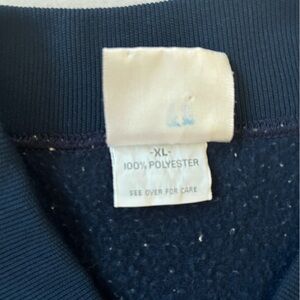 -XL-
100% POLYESTER
SEE OVER FOR CARE